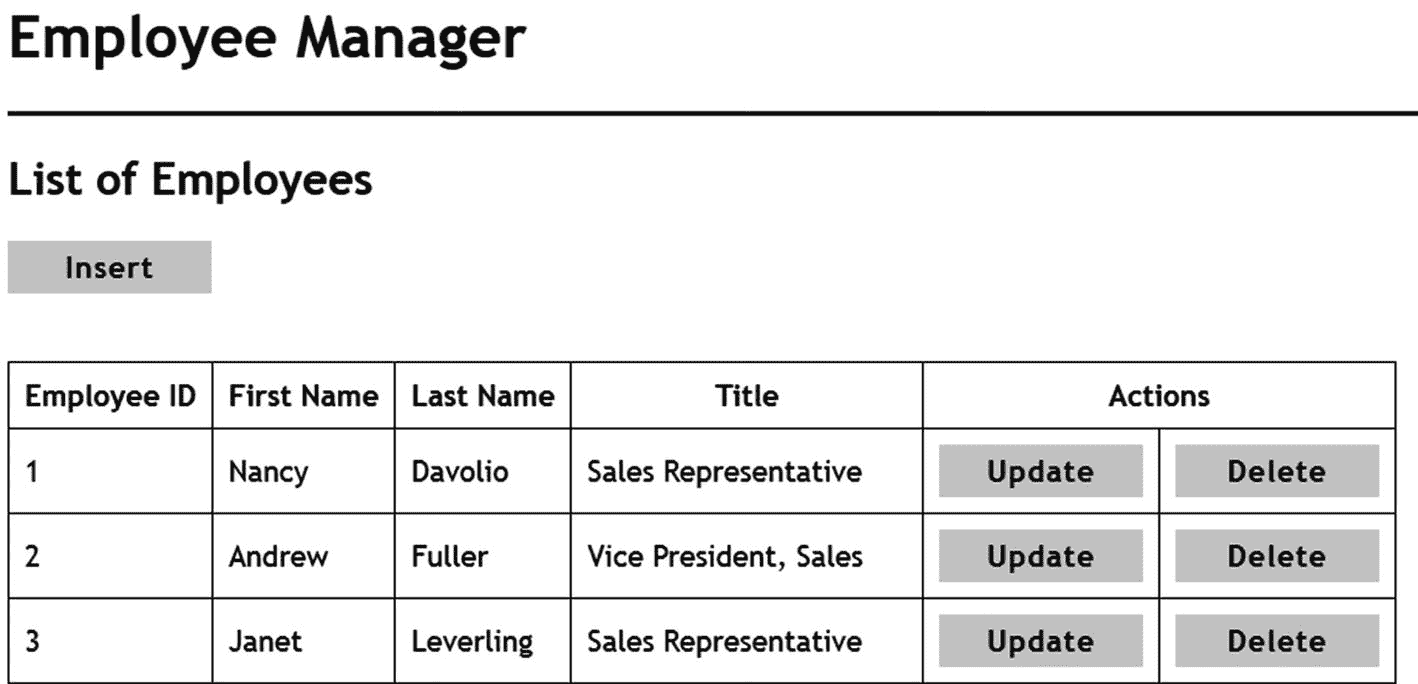 Employee Manager
List of Employees
Insert
Employee ID First Name Last Name Title Actions
1 Nancy Davolio Sales Representative Update Delete
2 Andrew Fuller Vice President, Sales Update Delete
3 Janet Leverling Sales Representative Update Delete